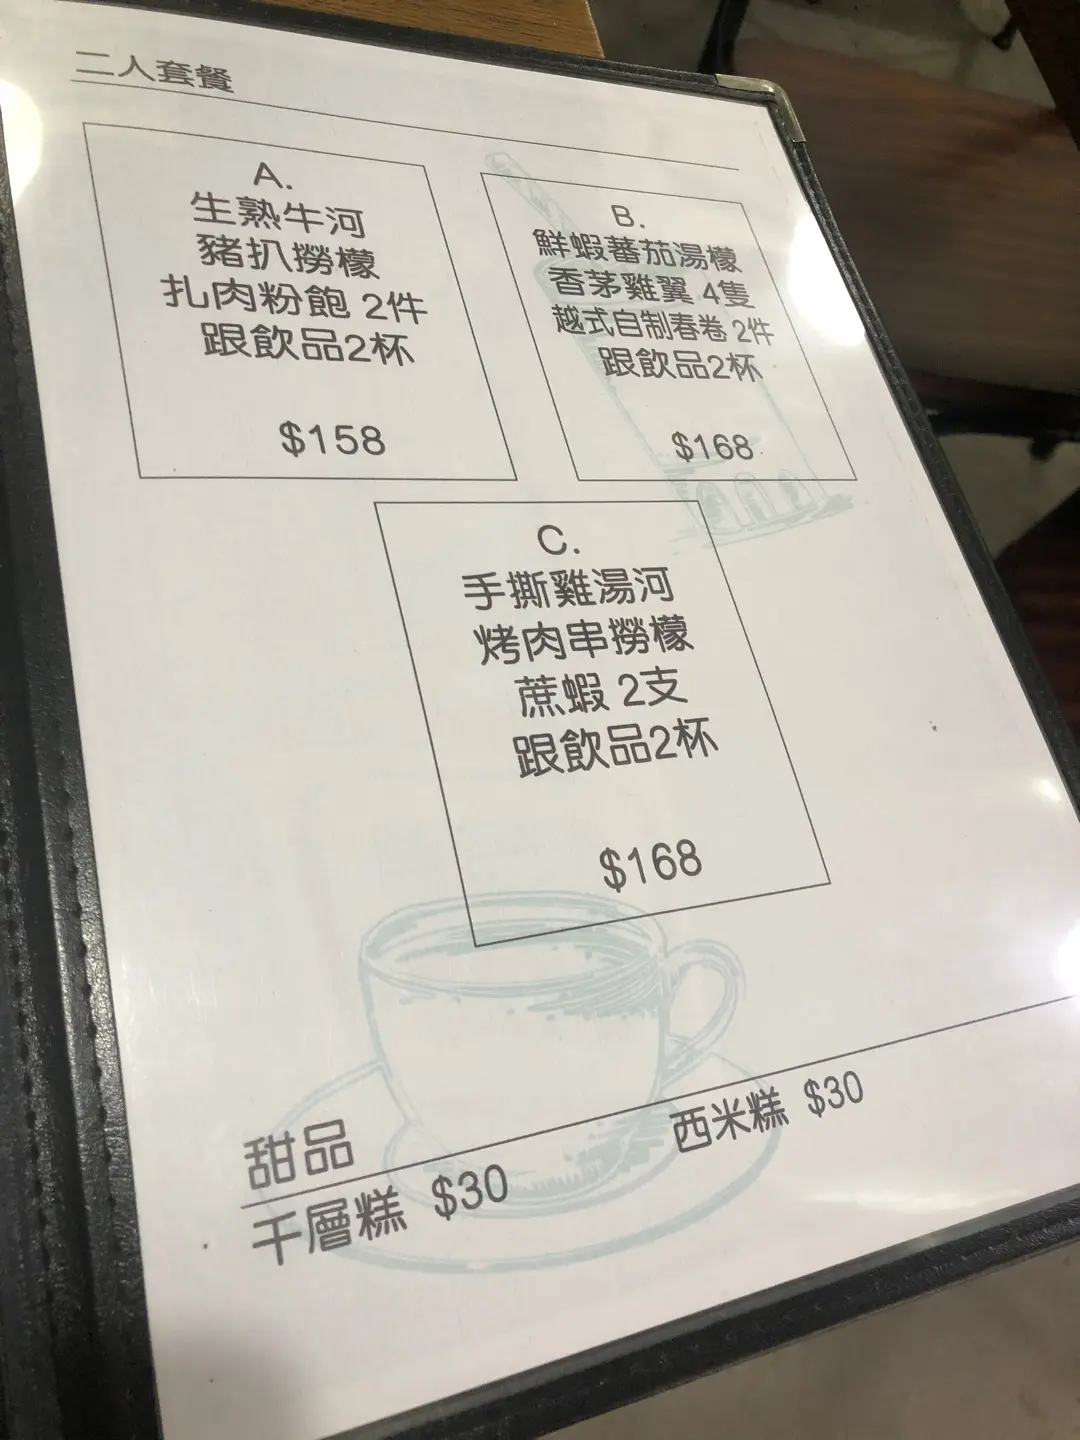 二人套餐
A.
生熟牛河
豬扒撈檬
扎肉粉飽 2件
跟飲品2杯
$158
B.
鮮蝦蕃茄湯檬
香茅雞翼 4隻
越式自制春卷 2件
跟飲品2杯
$168
C.
手撕雞湯河
烤肉串撈檬
蔗蝦 2支
跟飲品2杯
$168
甜品
千層糕 $30
西米糕 $30